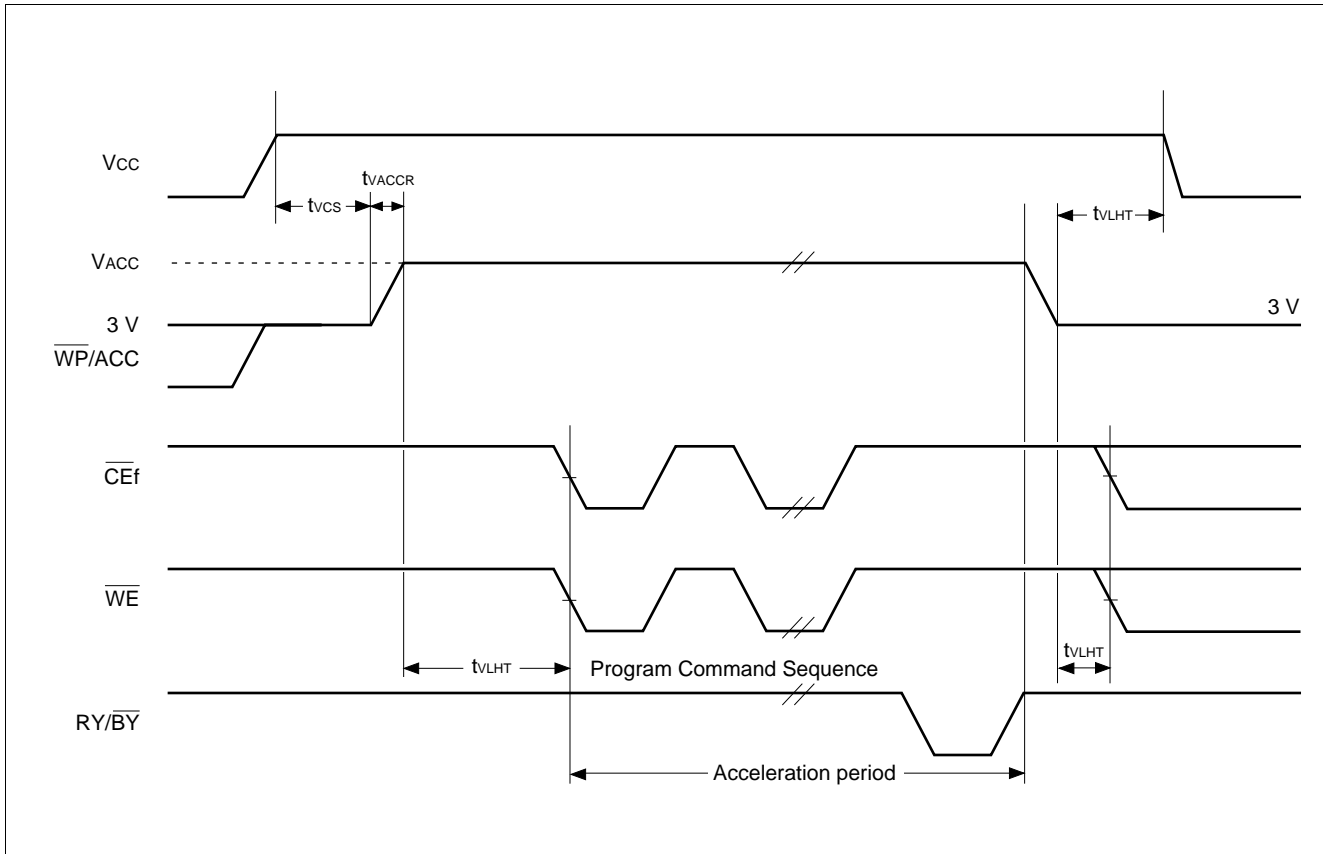 VCC
tVACCR
tVCS
tVLHT
VACC
3 V
3 V
WP/ACC
CEf
WE
tVLHT
Program Command Sequence
tVLHT
RY/BY
Acceleration period